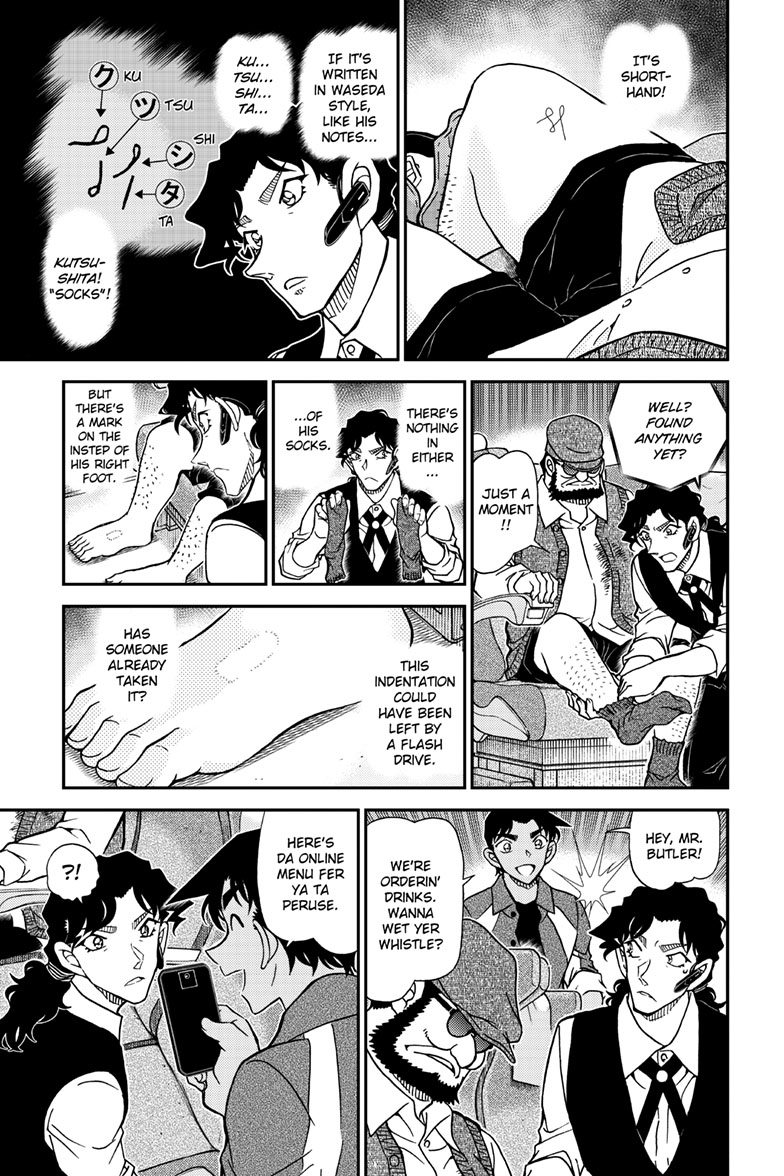 IT'S
SHORT-
HAND!
IF IT'S
WRITTEN
IN WASEDA
STYLE,
LIKE HIS
NOTES...
KU...
TSU...
SHI...
TA...
ク KU
ツ TSU
シ SHI
タ TA
KUTSU-
SHITA!
"SOCKS"!
WELL?
FOUND
ANYTHING
YET?
JUST A
MOMENT
!!
THERE'S
NOTHING
IN
EITHER
...
...OF
HIS
SOCKS.
BUT
THERE'S
A MARK
ON THE
INSTEP OF
HIS RIGHT
FOOT.
THIS
INDENTATION
COULD
HAVE BEEN
LEFT BY
A FLASH
DRIVE.
HAS
SOMEONE
ALREADY
TAKEN
IT?
HEY, MR.
BUTLER!
WE'RE
ORDERIN'
DRINKS.
WANNA
WET YER
WHISTLE?
HERE'S
DA ONLINE
MENU FER
YA TA
PERUSE.
?!